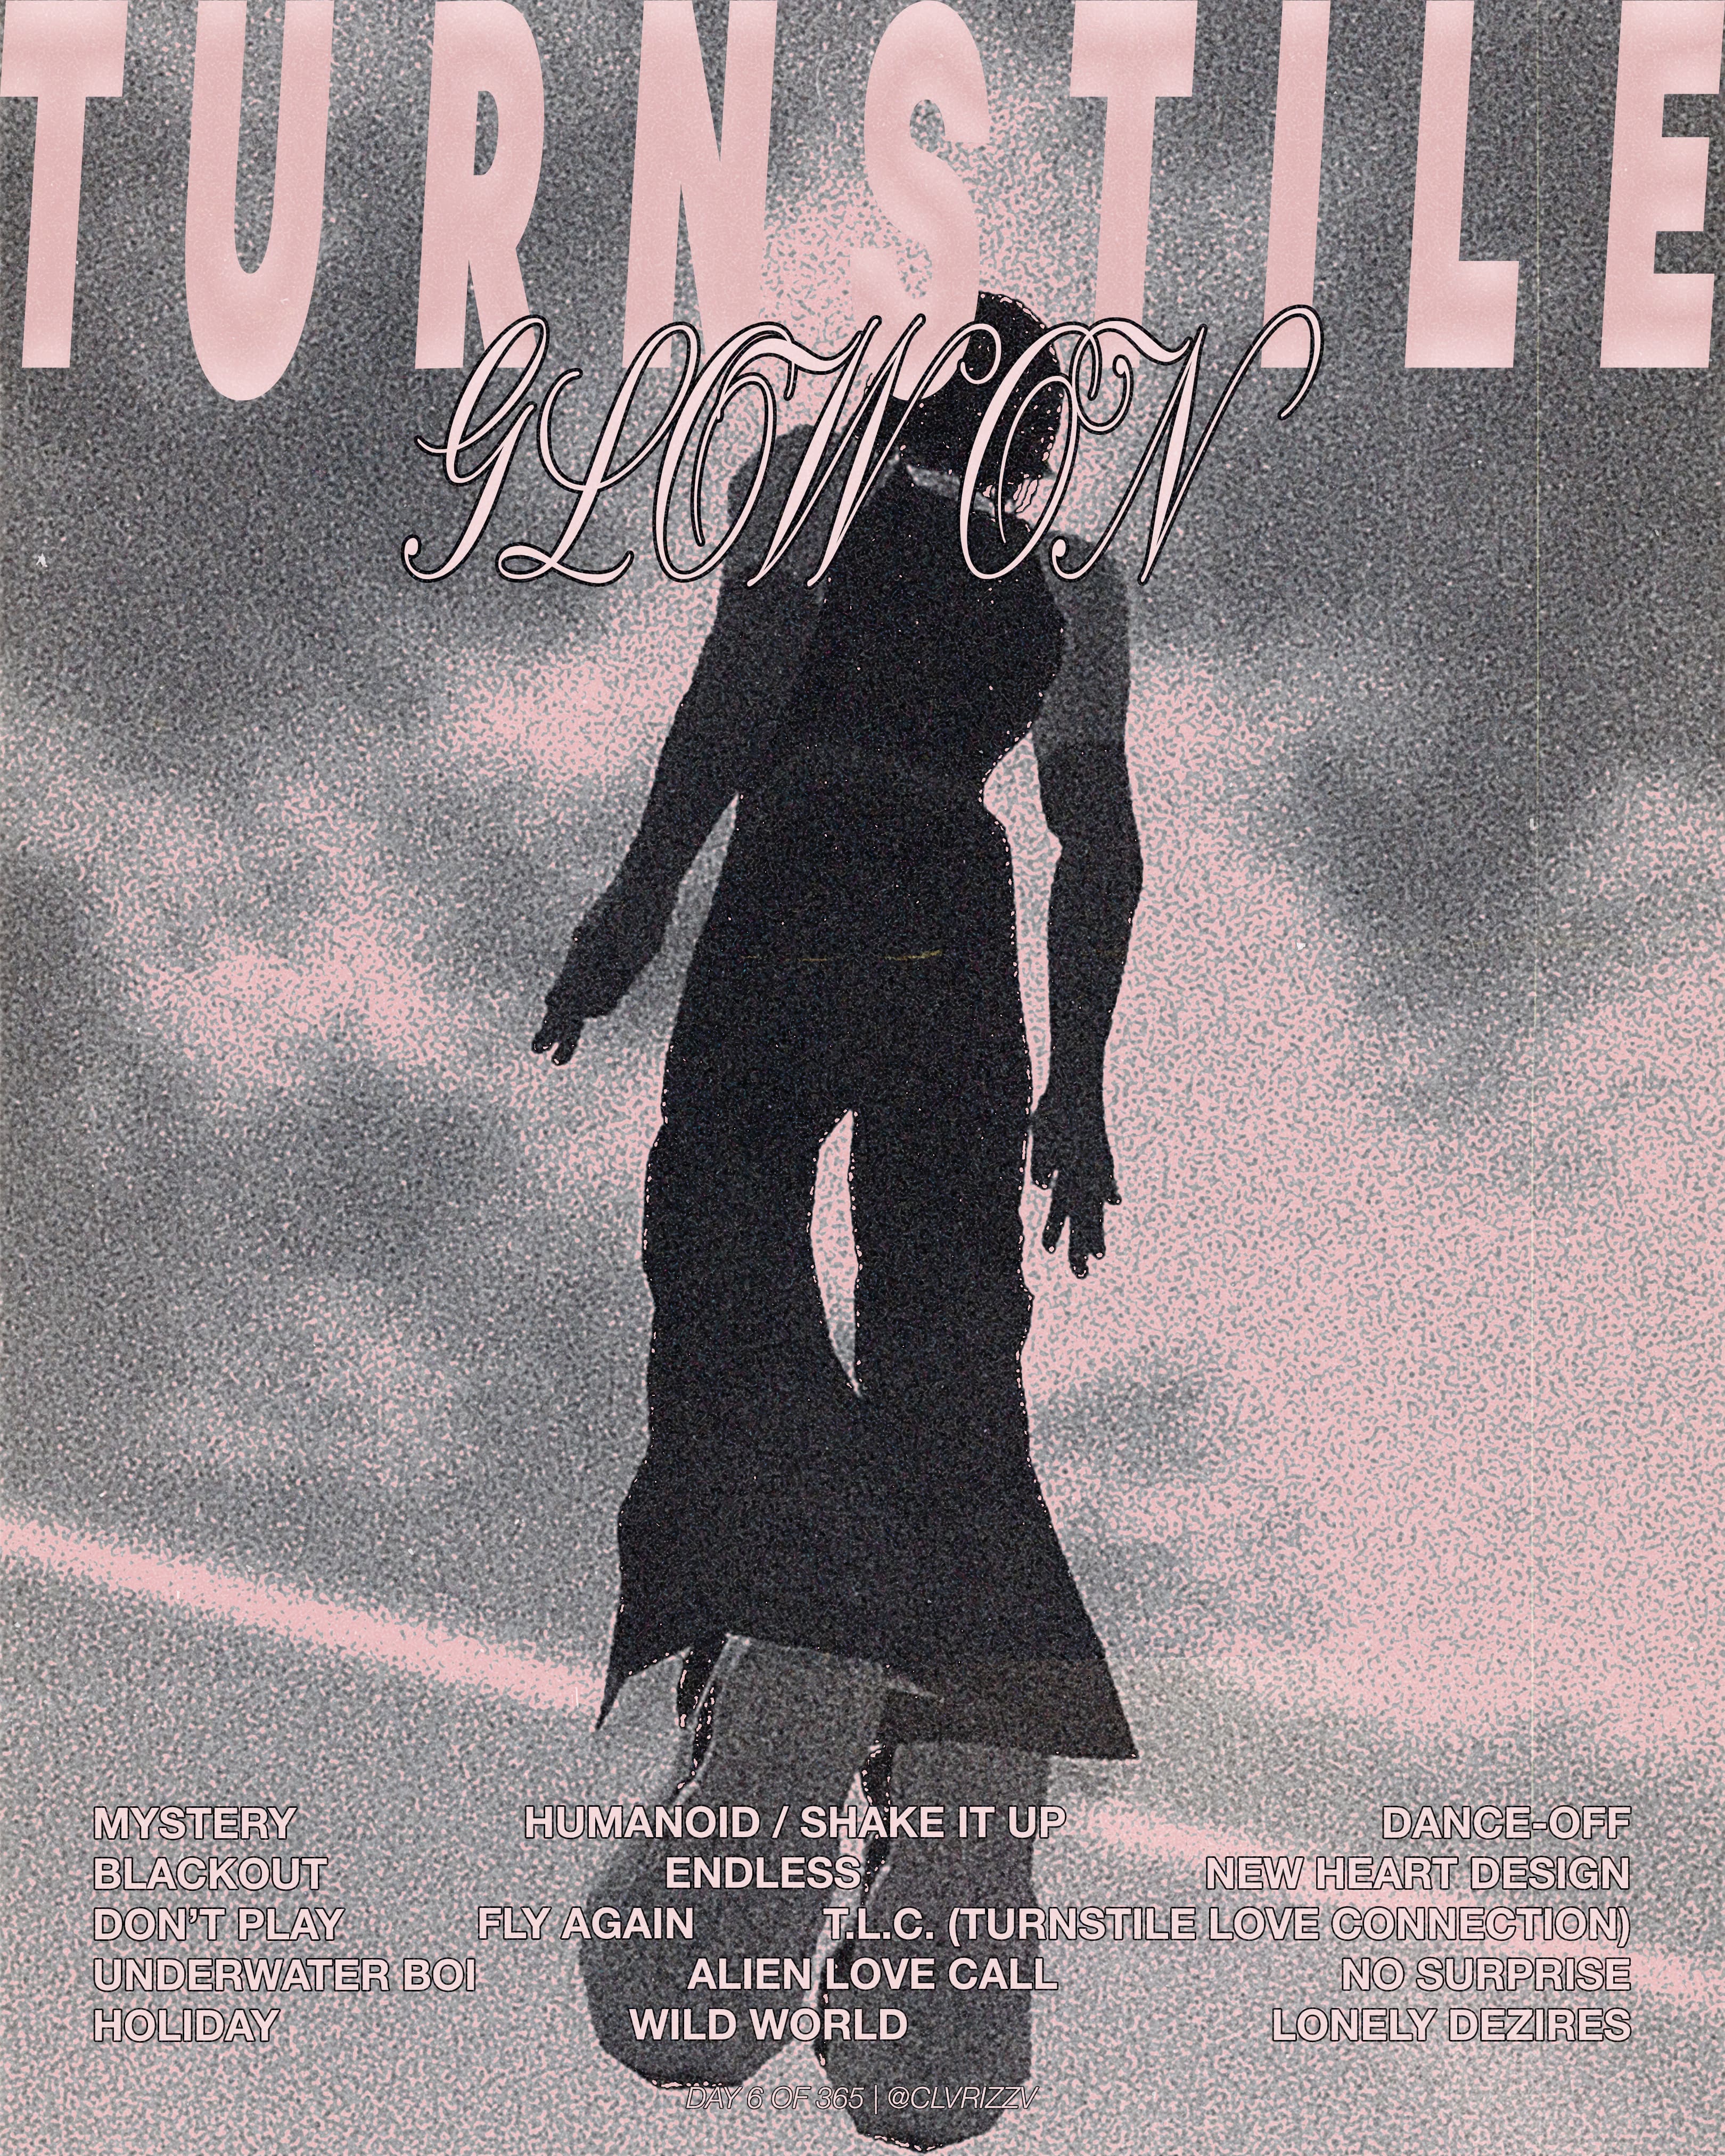 TURNSTILE
GLOW ON
MYSTERY HUMANOID / SHAKE IT UP DANCE-OFF
BLACKOUT ENDLESS NEW HEART DESIGN
DON'T PLAY FLY AGAIN T.L.C. (TURNSTILE LOVE CONNECTION)
UNDERWATER BOI ALIEN LOVE CALL NO SURPRISE
HOLIDAY WILD WORLD LONELY DEZIRES
DAY 6 OF 365 | @CLVRIZZV